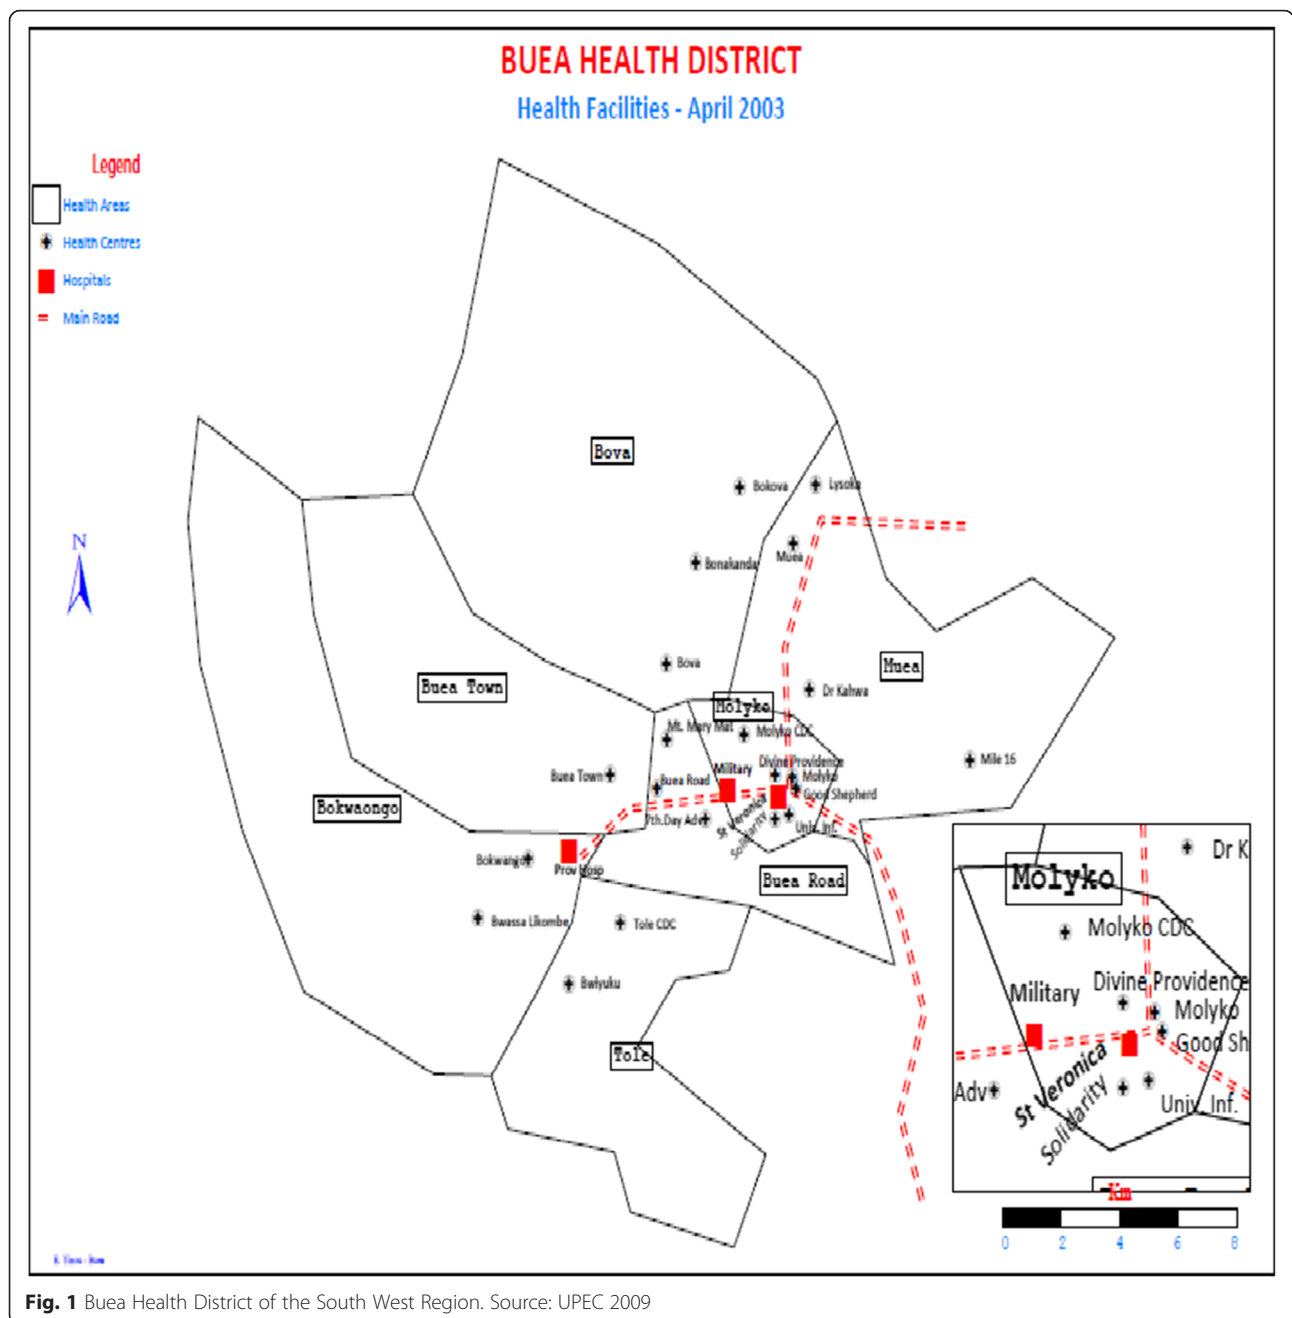 BUEA HEALTH DISTRICT
Health Facilities - April 2003
Legend
Health Areas
Health Centres
Hospitals
Main Road
N
Bova
Bokova
Lysoka
Muea
Bonakanda
Bova
Muea
Buea Town
Dr Kahwa
Molyko
Mt. Mary Mat
Molyko CDC
Divine Providence
Mile 16
Military
Buea Town
Buea Road
Molyko
Good Shepherd
Bokwaongo
7th.Day Adv
St Veronica
Solidarity
Univ. Inf.
Bokwango
Prov Hosp
Buea Road
Bwassa Likombe
Tole CDC
Bwiyuku
Tole
Dr K
Molyko
Molyko CDC
Divine Providence
Military
Molyko
Good Sh
Adv
St Veronica
Solidarity
Univ. Inf.
Km
0 2 4 6 8
Fig. 1 Buea Health District of the South West Region. Source: UPEC 2009